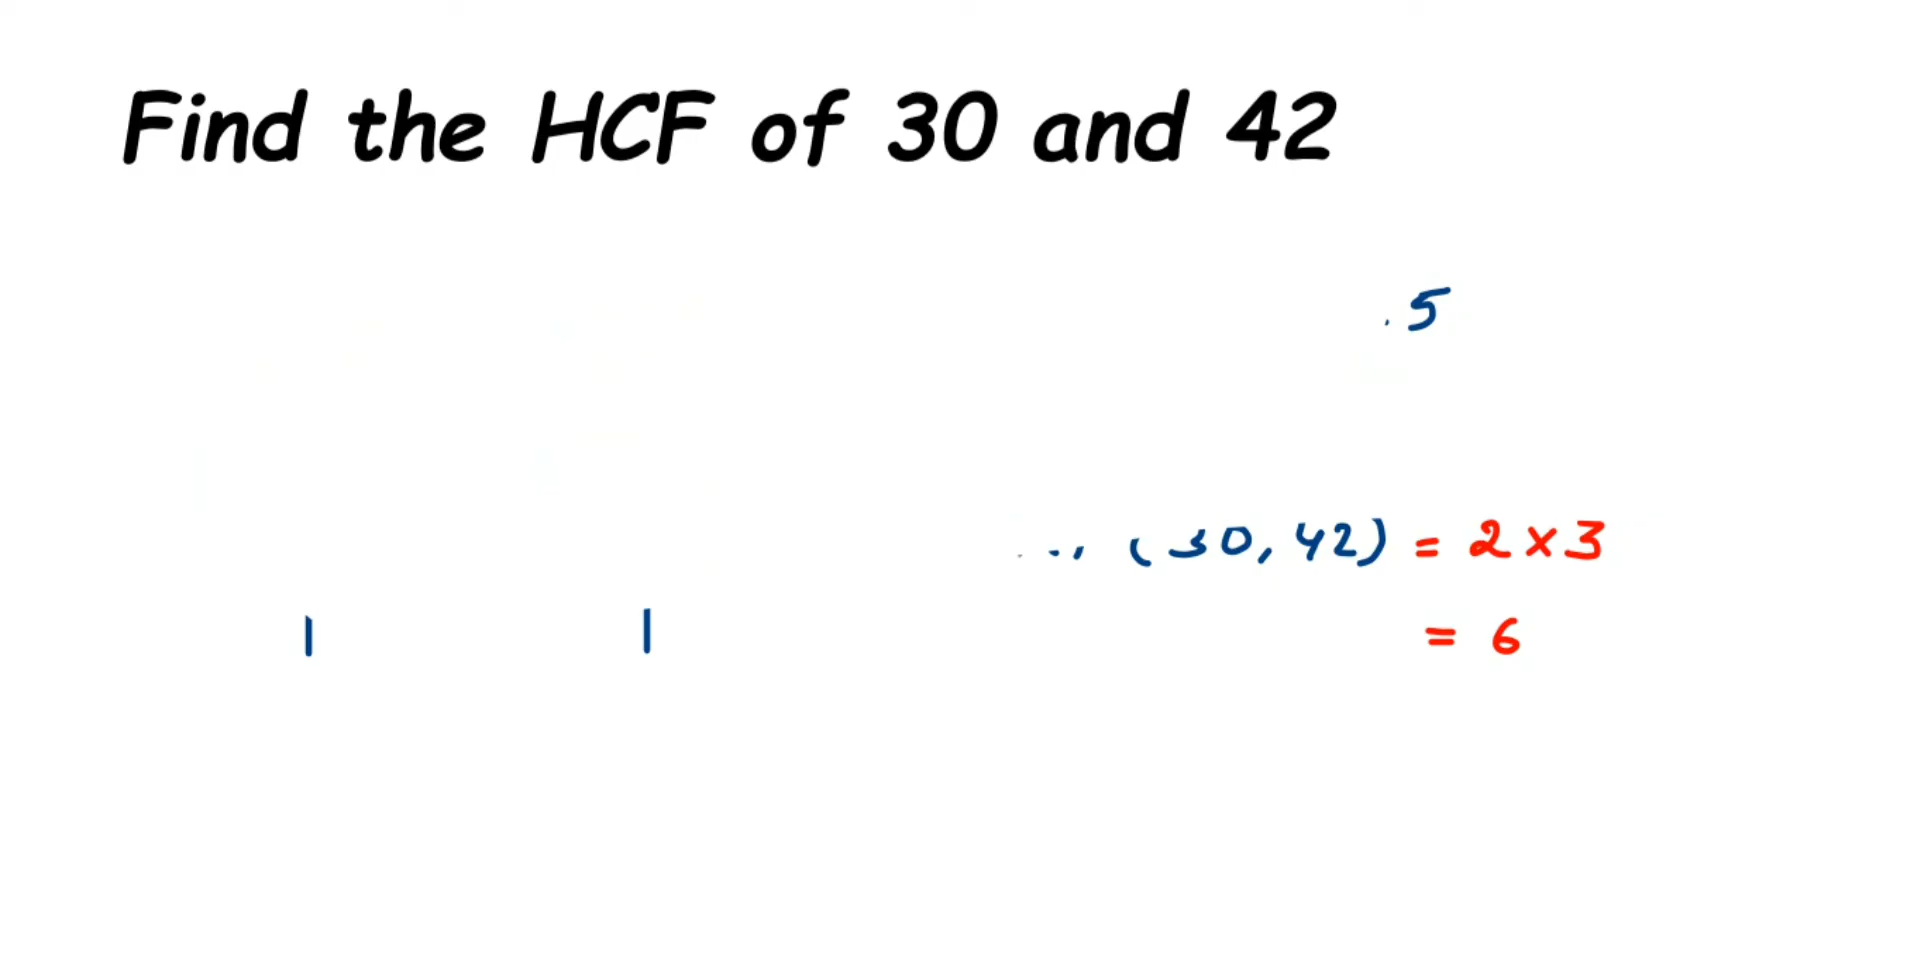 Find the HCF of 30 and 42
5
(30, 42) = 2 × 3
1 1 = 6